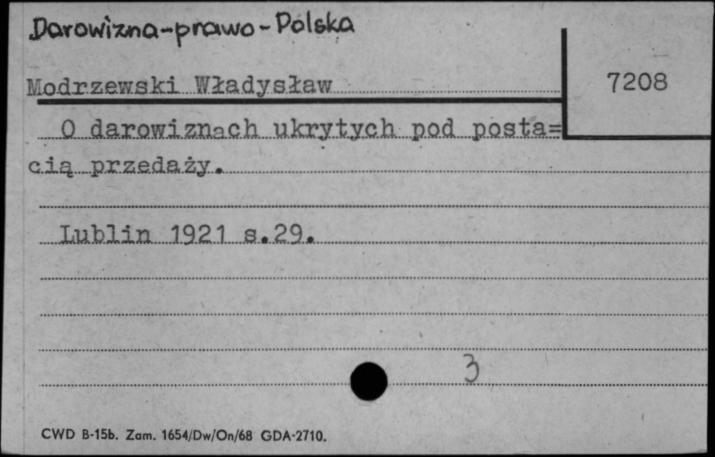 Darowizna-prawo-Polska
Modrzewski Władysław
7208
O darowiznach ukrytych pod posta=
cią przedaży.
Lublin 1921 s.29.
3
CWD B-15b. Zam. 1654/Dw/On/68 GDA-2710.